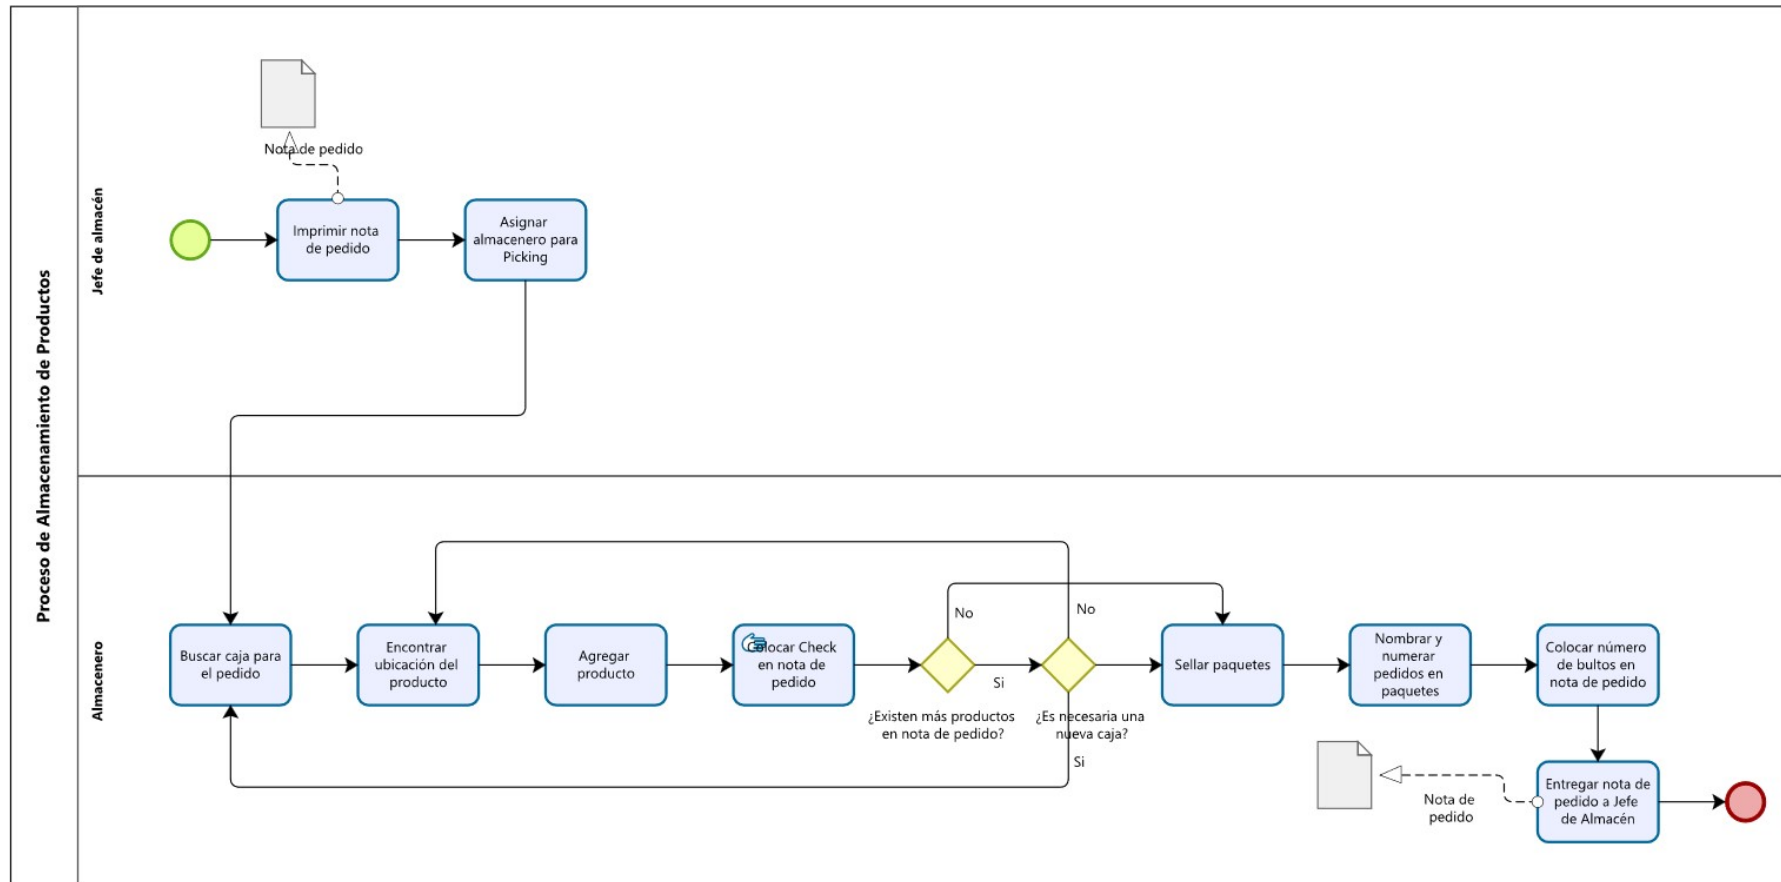 Proceso de Almacenamiento de Productos
Jefe de almacén
Nota de pedido
Imprimir nota
de pedido
Asignar
almacenero para
Picking
Almacenero
Buscar caja para
el pedido
Encontrar
ubicación del
producto
Agregar
producto
Colocar Check
en nota de
pedido
¿Existen más productos
en nota de pedido?
No
Si
¿Es necesaria una
nueva caja?
No
Si
Sellar paquetes
Nombrar y
numerar
pedidos en
paquetes
Colocar número
de bultos en
nota de pedido
Entregar nota de
pedido a Jefe
de Almacén
Nota de
pedido